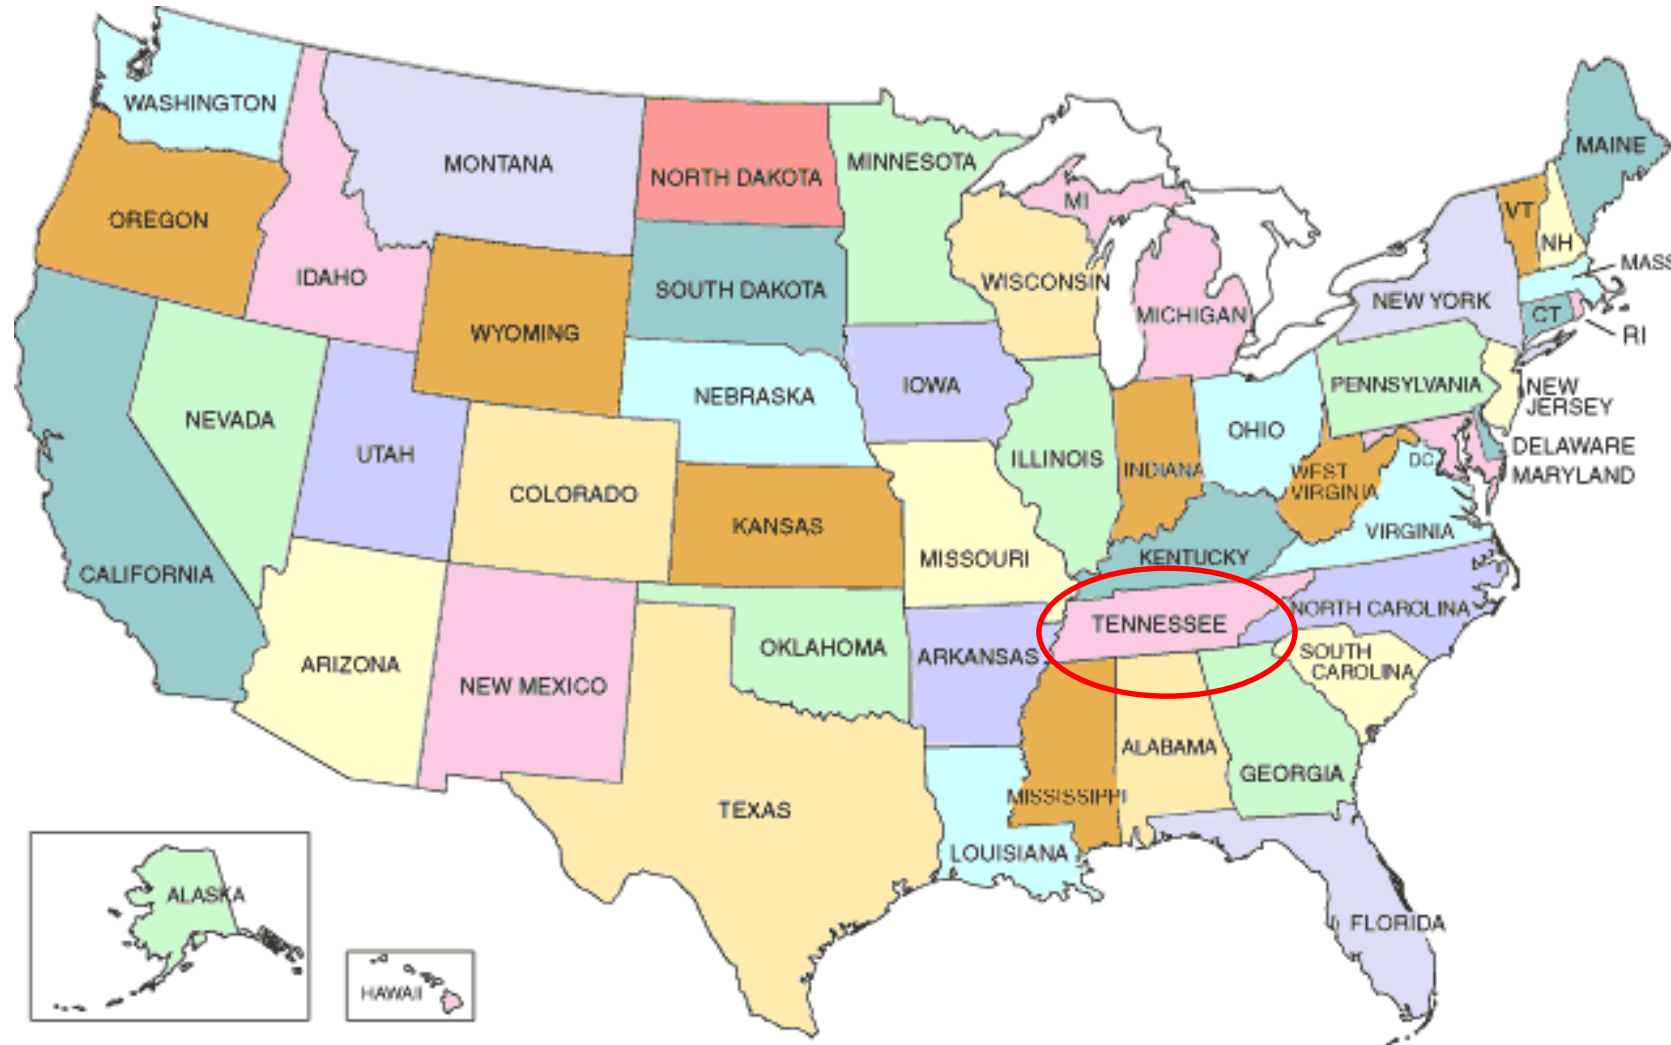 WASHINGTON
MONTANA
NORTH DAKOTA
MINNESOTA
MAINE
OREGON
IDAHO
WYOMING
SOUTH DAKOTA
WISCONSIN
MI
MICHIGAN
VT
NH
MASS
NEW YORK
CT
RI
NEVADA
UTAH
NEBRASKA
IOWA
ILLINOIS
INDIANA
OHIO
PENNSYLVANIA
NEW
JERSEY
DELAWARE
MARYLAND
DC
WEST
VIRGINIA
VIRGINIA
CALIFORNIA
COLORADO
KANSAS
MISSOURI
KENTUCKY
ARIZONA
NEW MEXICO
OKLAHOMA
ARKANSAS
TENNESSEE
NORTH CAROLINA
SOUTH
CAROLINA
TEXAS
LOUISIANA
MISSISSIPPI
ALABAMA
GEORGIA
FLORIDA
ALASKA
HAWAII